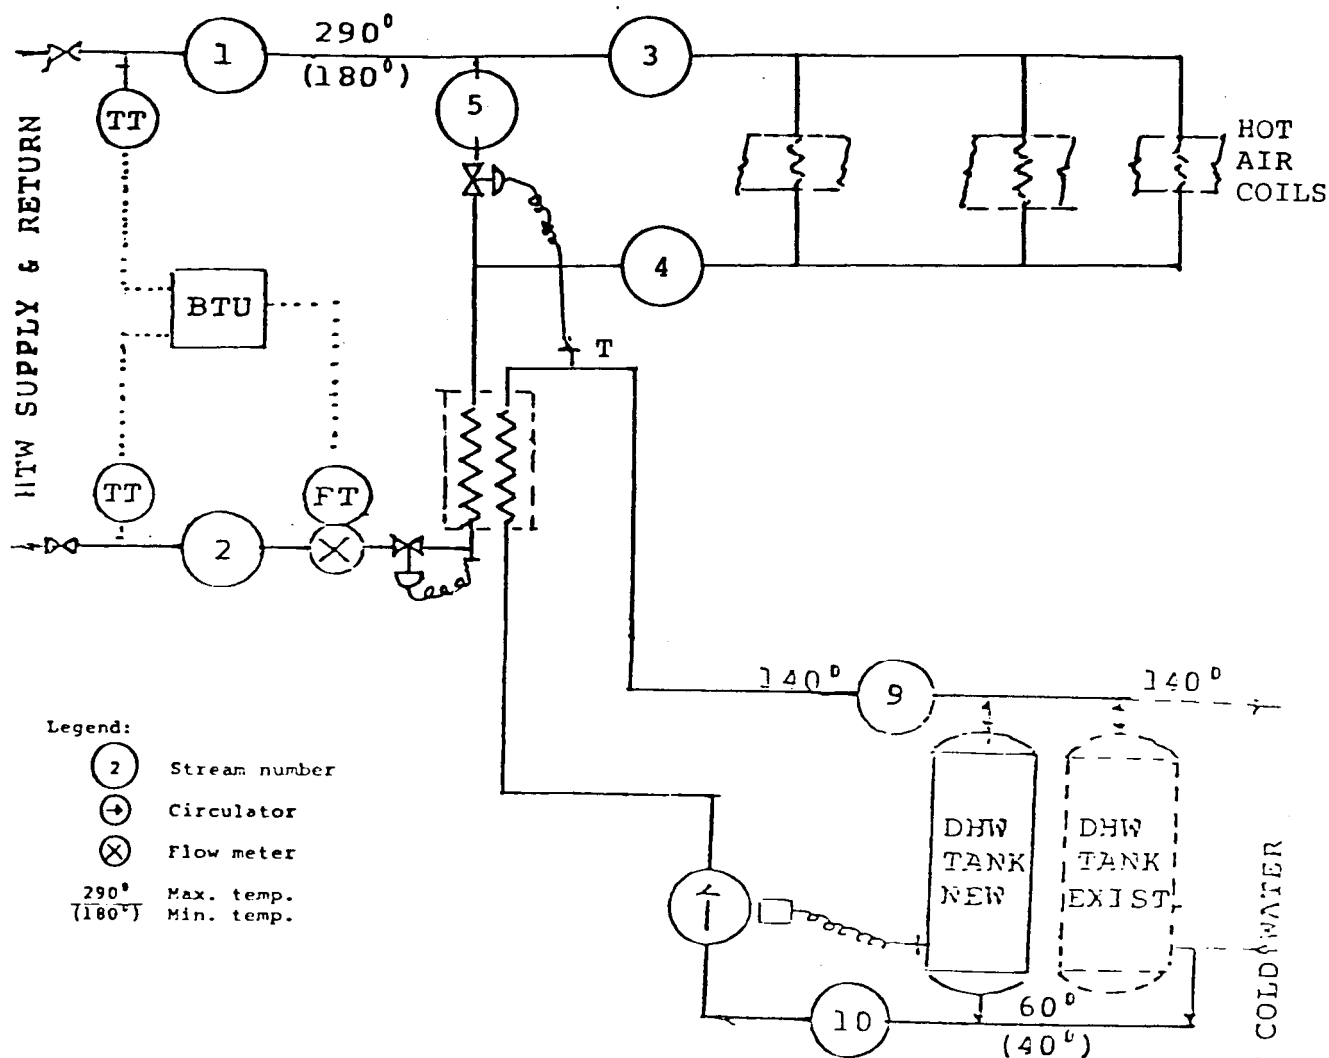 290°
1
(180°)
3
5
TT
HOT
AIR
COILS
HTW SUPPLY & RETURN
4
BTU
T
TT
FT
2
140°
9
140°
Legend:
2 Stream number
Circulator
Flow meter
290° Max. temp.
(180°) Min. temp.
DHW
TANK
NEW
DHW
TANK
EXIST.
COLD WATER
10
60°
(40°)